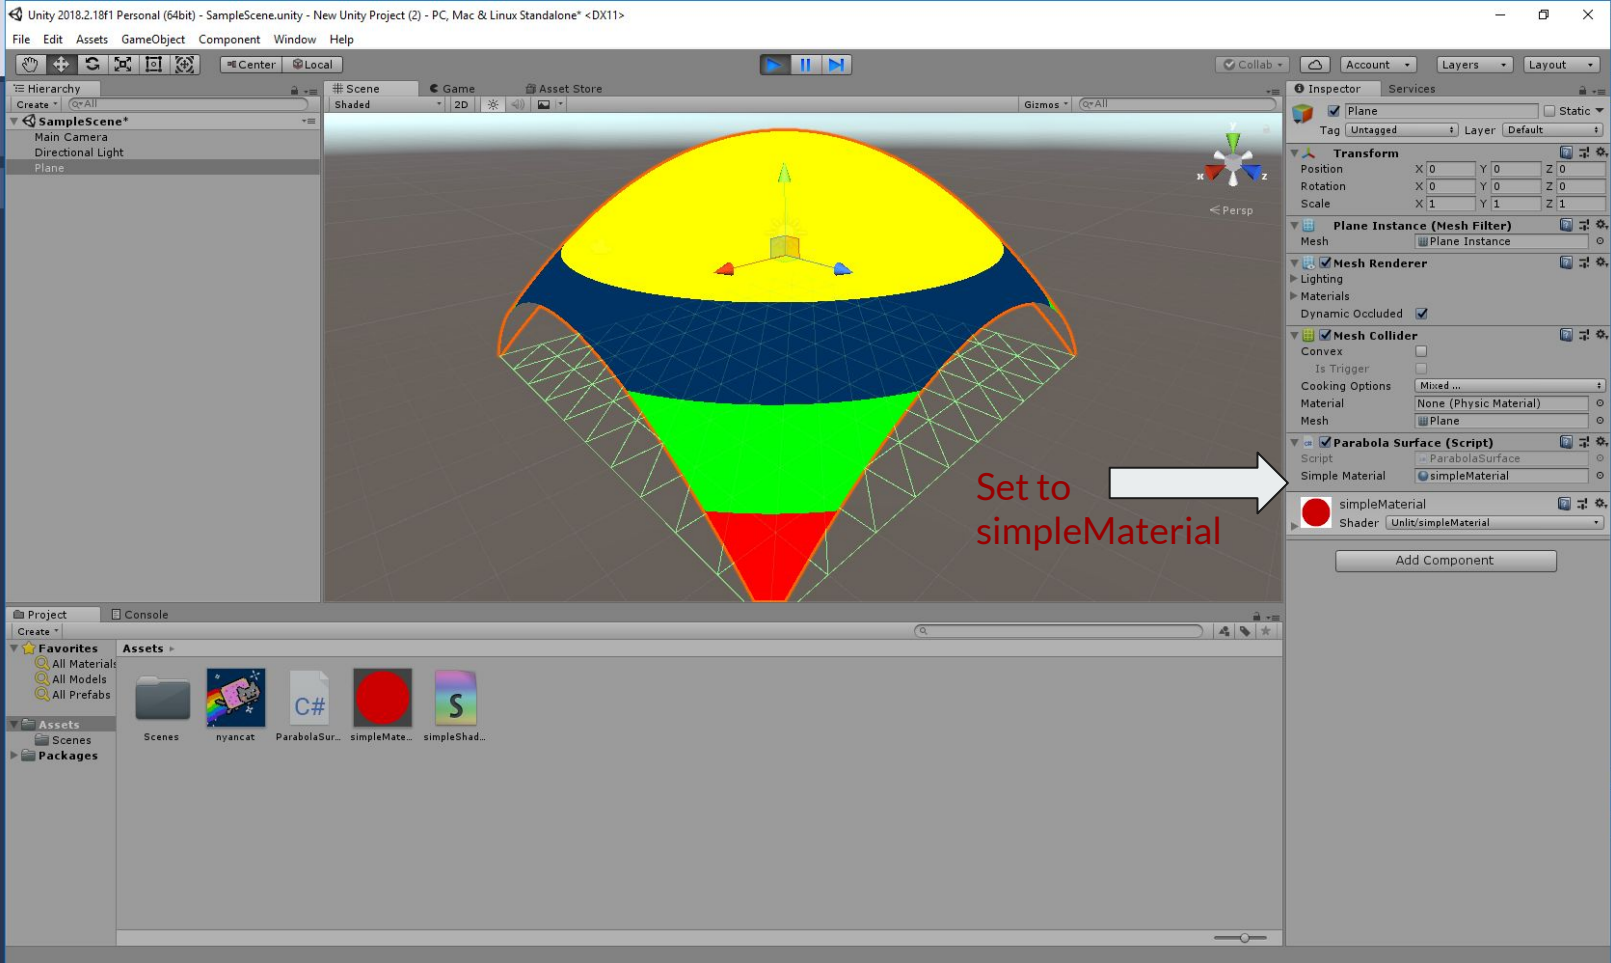 Unity 2018.2.18f1 Personal (64bit) - SampleScene.unity - New Unity Project (2) - PC, Mac & Linux Standalone* <DX11>
File Edit Assets GameObject Component Window Help
Center Local Collab Account Layers Layout
Hierarchy
Create All
SampleScene*
Main Camera
Directional Light
Plane
Scene Game Asset Store
Shaded 2D Gizmos All
y
x z
Persp
Set to
simpleMaterial
Inspector Services
Plane Static
Tag Untagged Layer Default
Transform
Position X 0 Y 0 Z 0
Rotation X 0 Y 0 Z 0
Scale X 1 Y 1 Z 1
Plane Instance (Mesh Filter)
Mesh Plane Instance
Mesh Renderer
Lighting
Materials
Dynamic Occluded
Mesh Collider
Convex
Is Trigger
Cooking Options Mixed ...
Material None (Physic Material)
Mesh Plane
Parabola Surface (Script)
Script ParabolaSurface
Simple Material simpleMaterial
simpleMaterial
Shader Unlit/simpleMaterial
Add Component
Project Console
Create
Favorites
All Materials
All Models
All Prefabs
Assets
Scenes
Packages
Assets
C#
S
Scenes nyancat ParabolaSur... simpleMate... simpleShad...